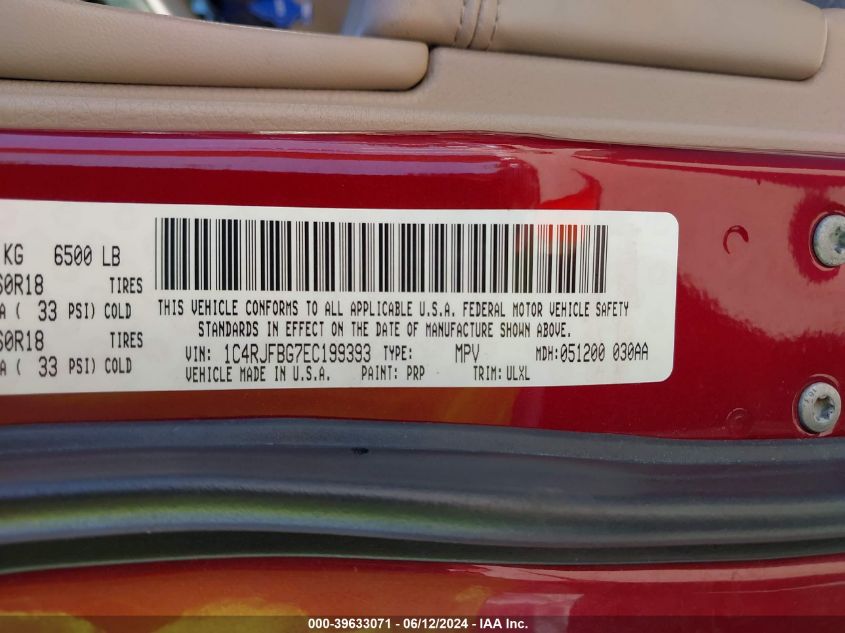 KG 6500 LB
60R18 TIRES
A ( 33 PSI) COLD
60R18 TIRES
A ( 33 PSI) COLD
THIS VEHICLE CONFORMS TO ALL APPLICABLE U.S.A. FEDERAL MOTOR VEHICLE SAFETY
STANDARDS IN EFFECT ON THE DATE OF MANUFACTURE SHOWN ABOVE.
VIN: 1C4RJFBG7EC199393 TYPE: MPV MDH: 051200 030AA
VEHICLE MADE IN U.S.A. PAINT: PRP TRIM: ULXL
000-39633071 - 06/12/2024 - IAA Inc.